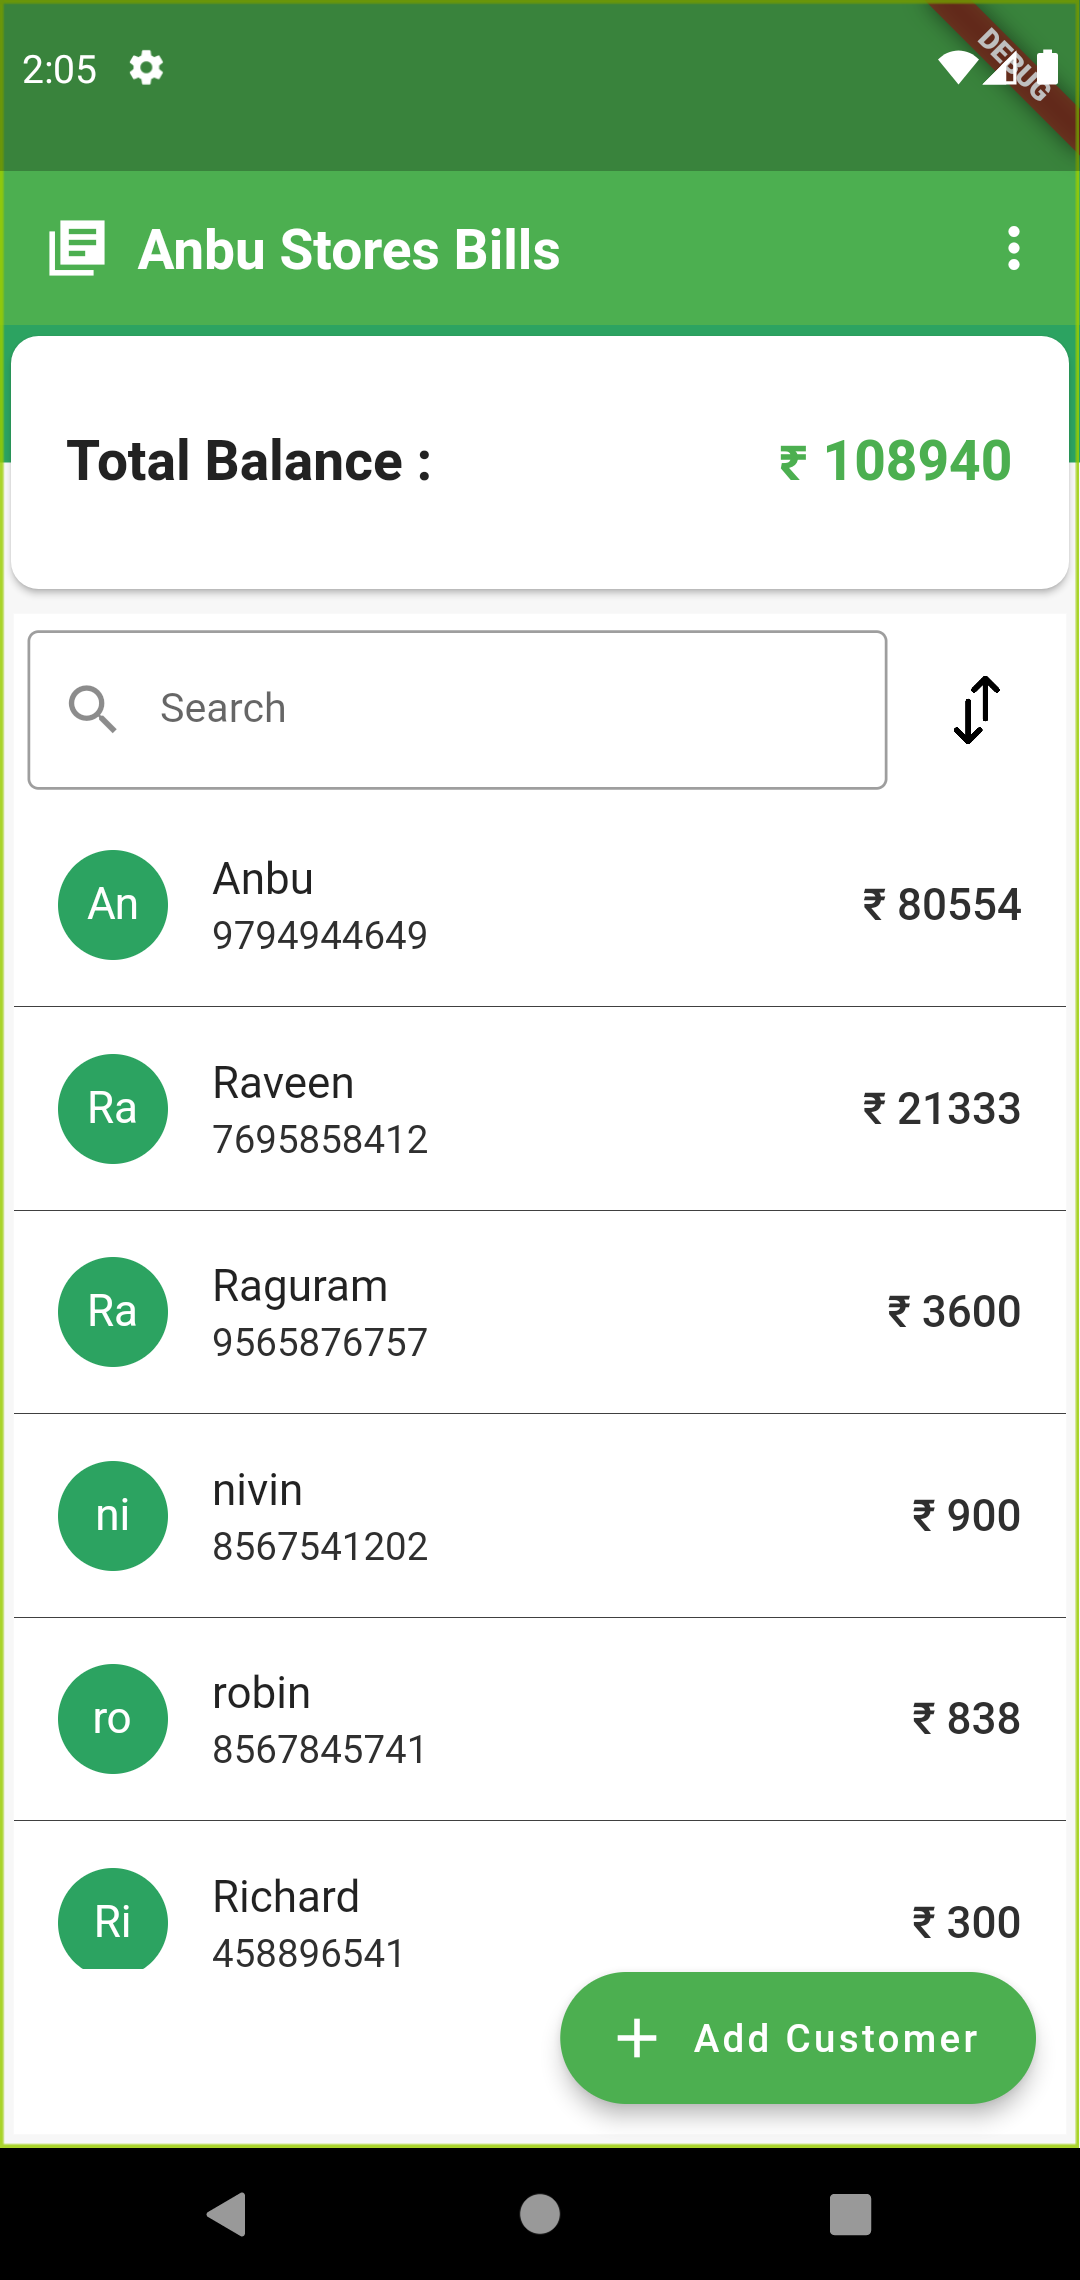 2:05
DEBUG
Anbu Stores Bills
Total Balance : ₹ 108940
Search
An
Anbu
9794944649
₹ 80554
Ra
Raveen
7695858412
₹ 21333
Ra
Raguram
9565876757
₹ 3600
ni
nivin
8567541202
₹ 900
ro
robin
8567845741
₹ 838
Ri
Richard
458896541
₹ 300
+ Add Customer